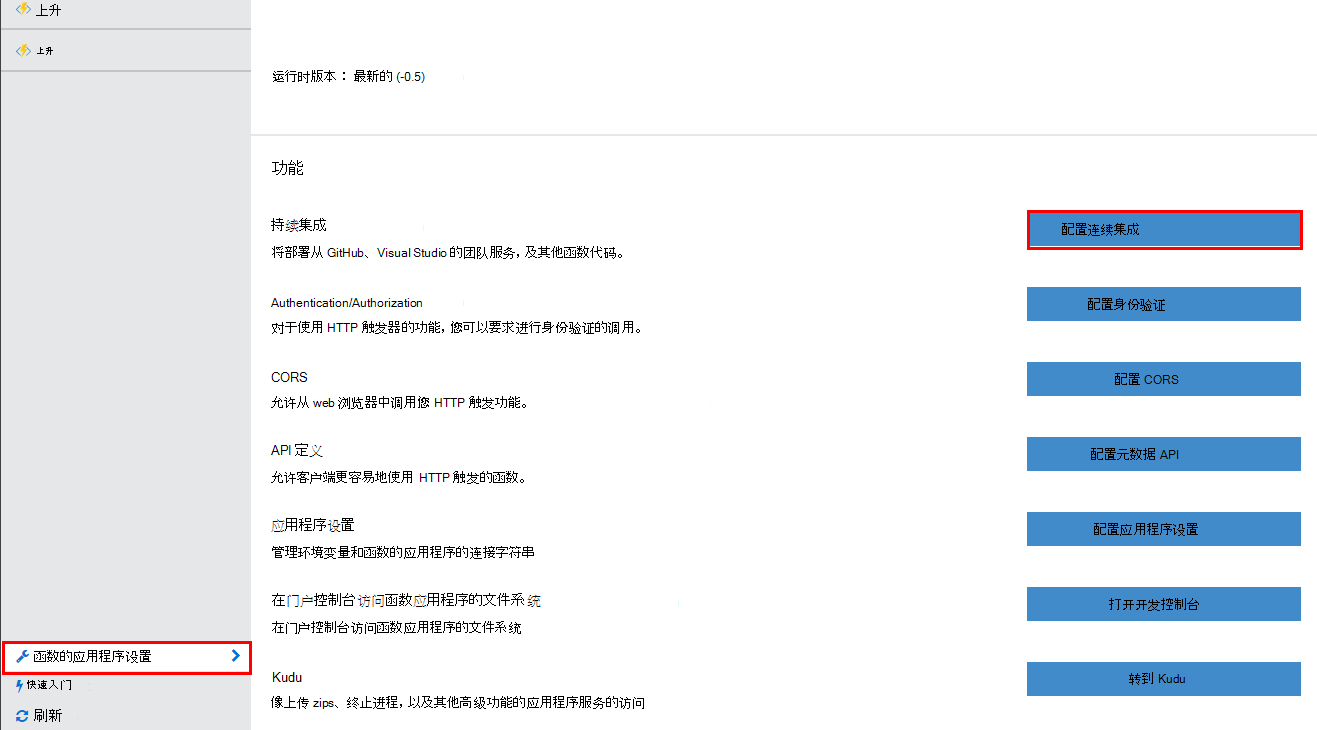 上升
上升
运行时版本： 最新的 (-0.5)
功能
持续集成
配置连续集成
将部署从 GitHub、Visual Studio 的团队服务，及其他函数代码。
Authentication/Authorization
配置身份验证
对于使用 HTTP 触发器的功能，您可以要求进行身份验证的调用。
CORS
配置 CORS
允许从 web 浏览器中调用您 HTTP 触发功能。
API 定义
配置元数据 API
允许客户端更容易地使用 HTTP 触发的函数。
应用程序设置
配置应用程序设置
管理环境变量和函数的应用程序的连接字符串
在门户控制台访问函数应用程序的文件系统
打开开发控制台
在门户控制台访问函数应用程序的文件系统
Kudu
转到 Kudu
像上传 zips、终止进程，以及其他高级功能的应用程序服务的访问
函数的应用程序设置
快速入门
刷新